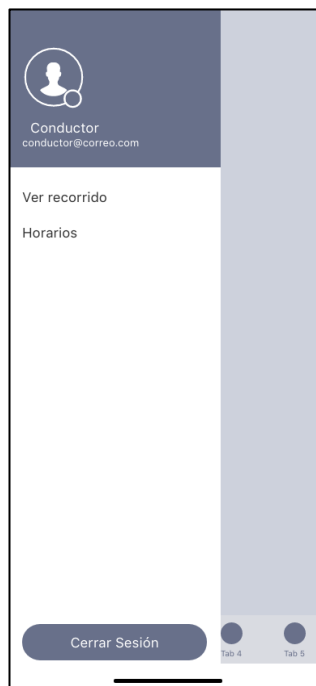 Conductor
conductor@correo.com
Ver recorrido
Horarios
Cerrar Sesión
Tab 4
Tab 5